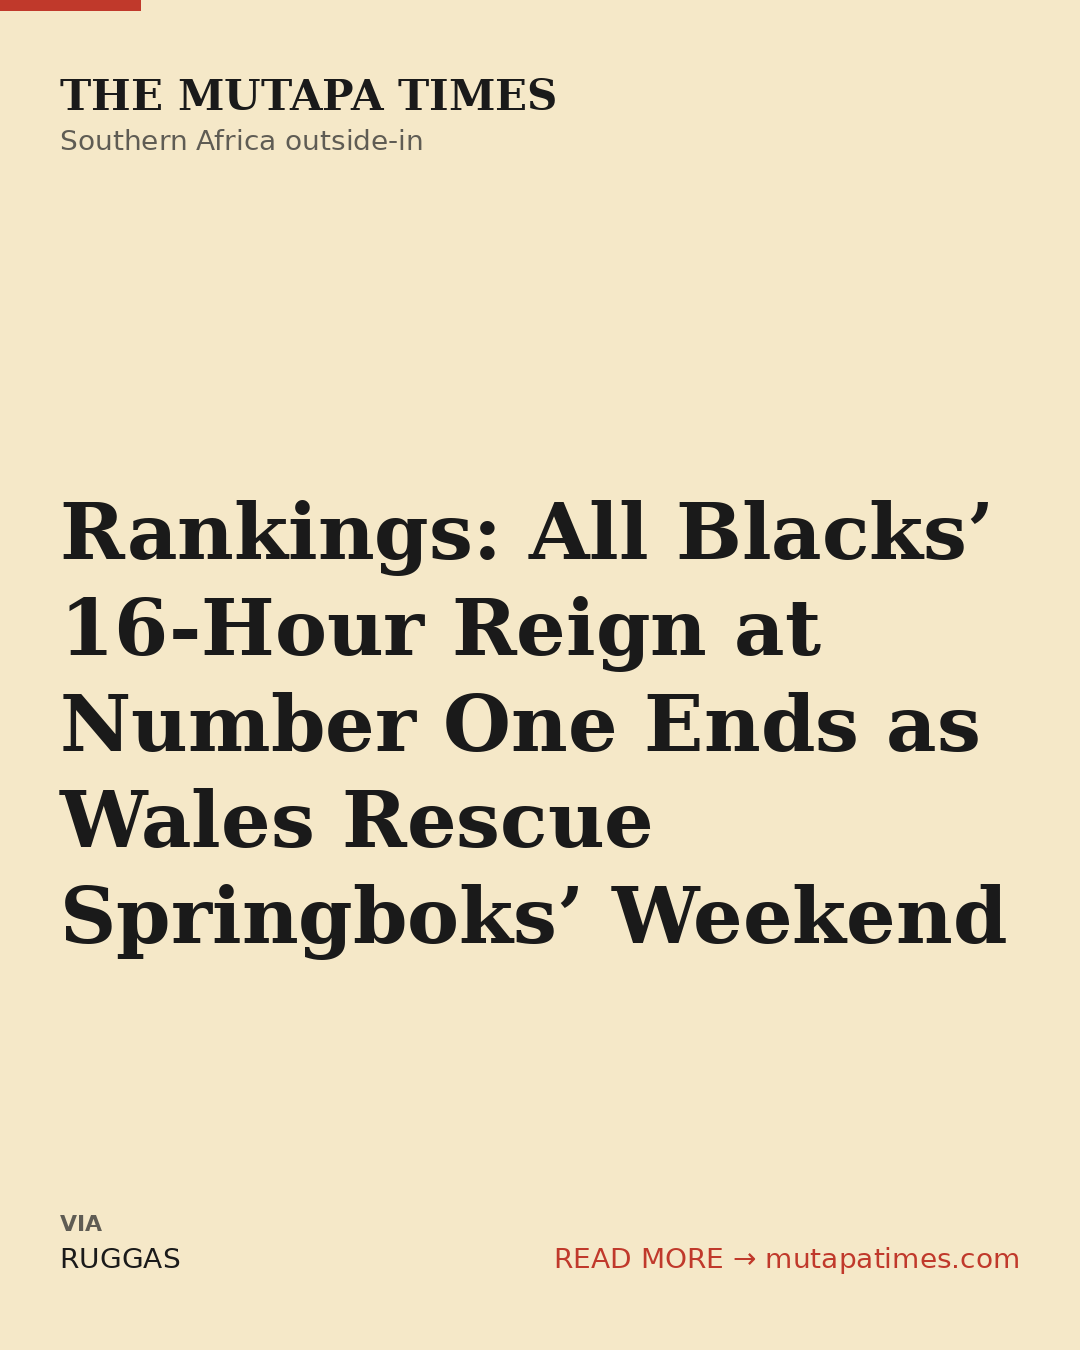 THE MUTAPA TIMES
Southern Africa outside-in
Rankings: All Blacks’
16-Hour Reign at
Number One Ends as
Wales Rescue
Springboks’ Weekend
VIA
RUGGAS
READ MORE → mutapatimes.com